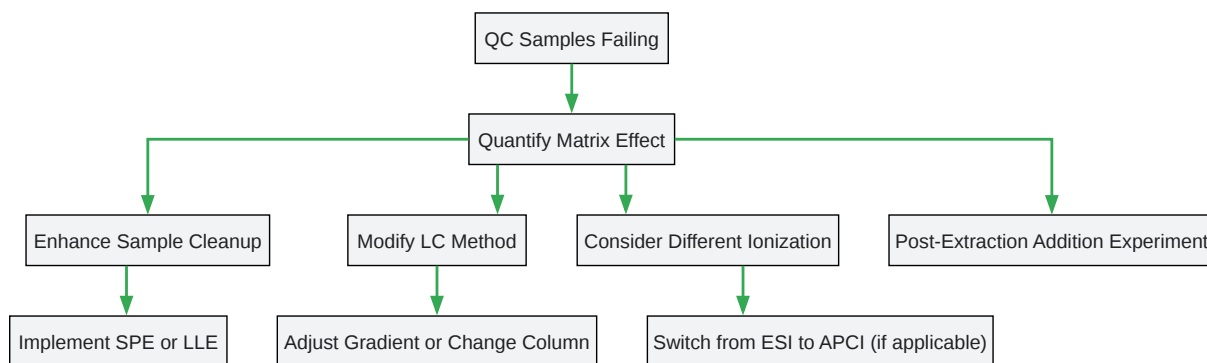 QC Samples Failing
Quantify Matrix Effect
Enhance Sample Cleanup
Modify LC Method
Consider Different Ionization
Post-Extraction Addition Experiment
Implement SPE or LLE
Adjust Gradient or Change Column
Switch from ESI to APCI (if applicable)